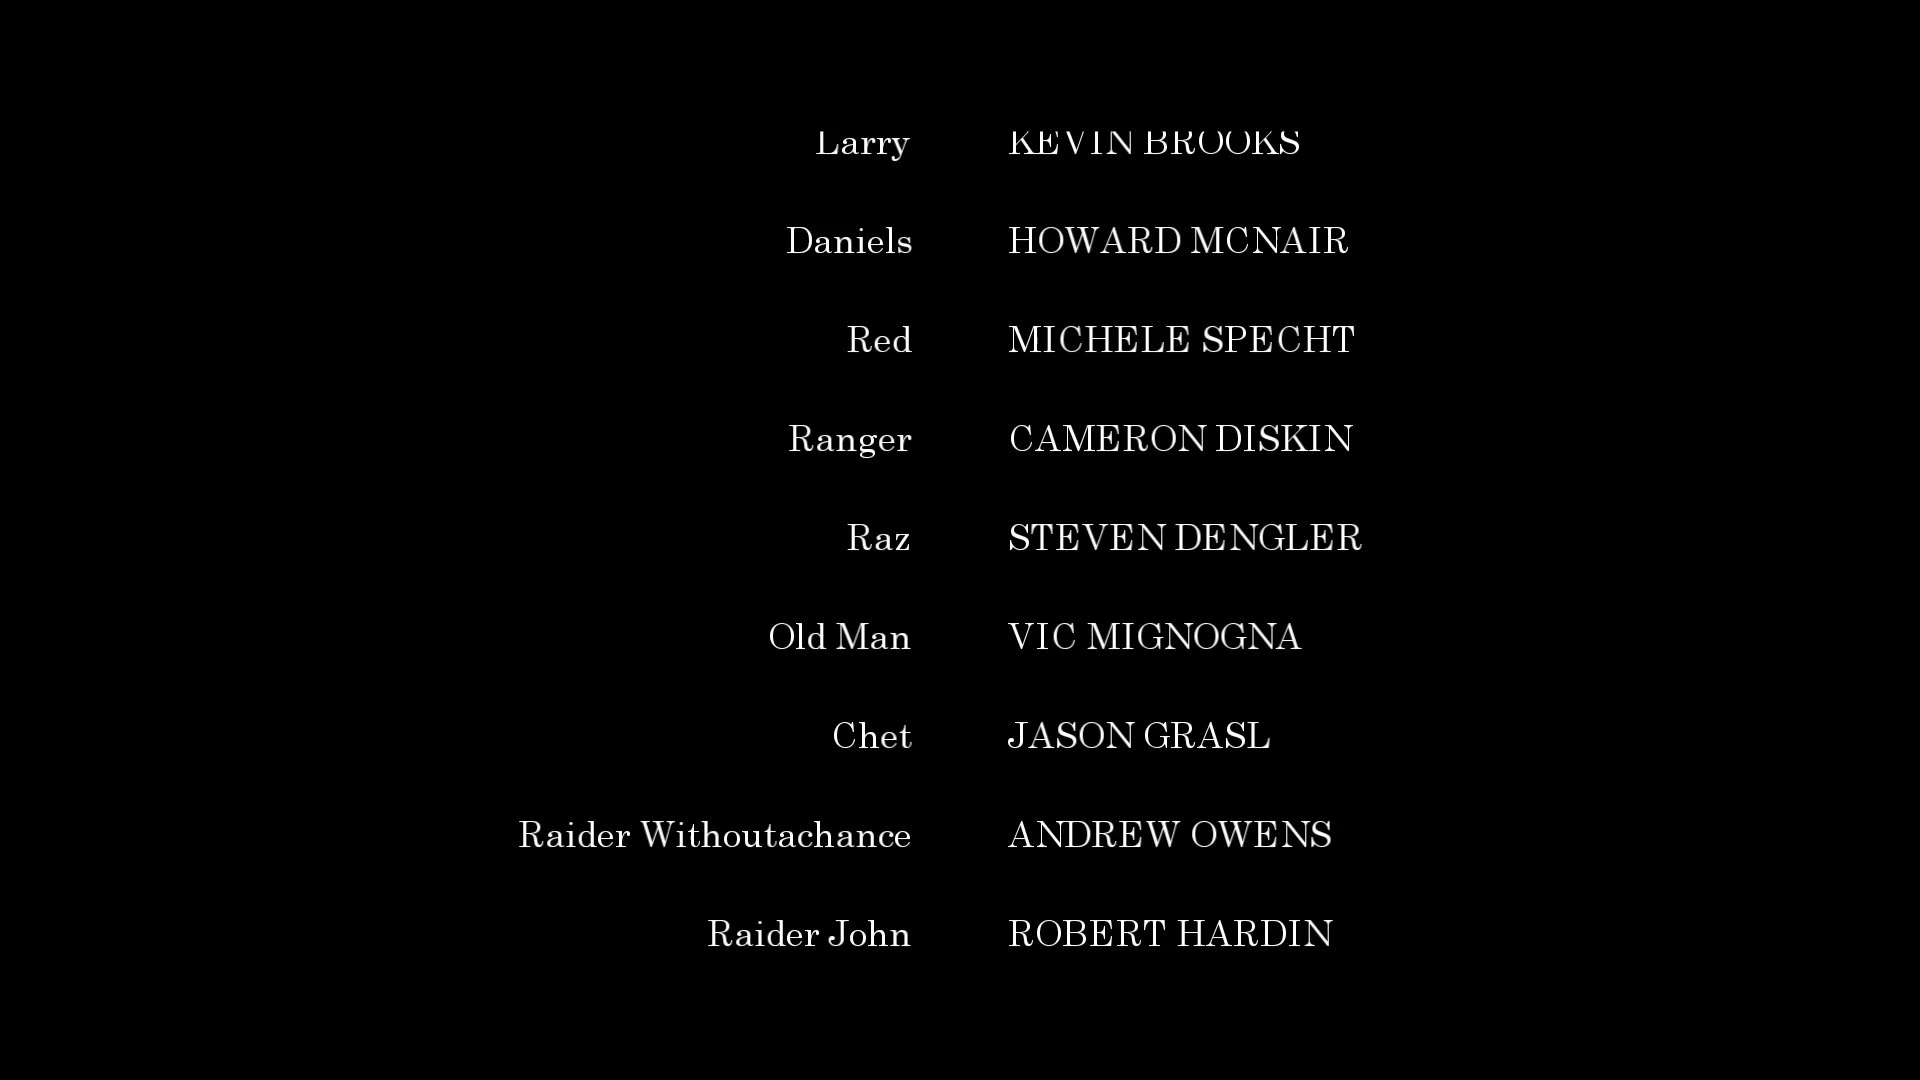 Larry KEVIN BROOKS
Daniels HOWARD MCNAIR
Red MICHELE SPECHT
Ranger CAMERON DISKIN
Raz STEVEN DENGLER
Old Man VIC MIGNOGNA
Chet JASON GRASL
Raider Withoutachance ANDREW OWENS
Raider John ROBERT HARDIN